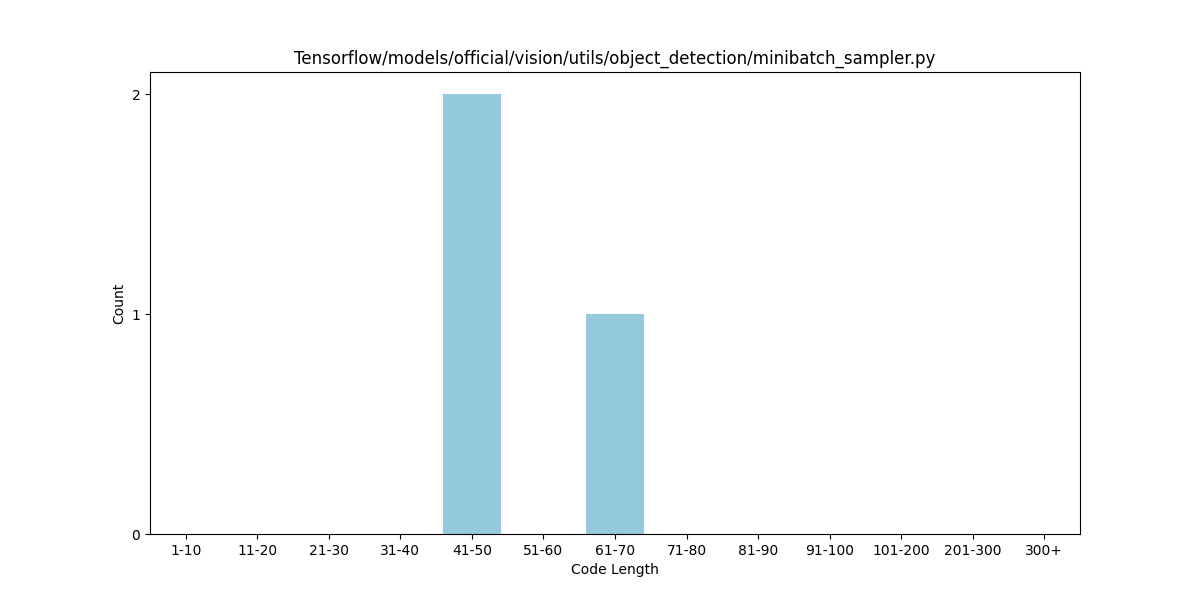 Tensorflow/models/official/vision/utils/object_detection/minibatch_sampler.py
2
1
0
Count
1-10 11-20 21-30 31-40 41-50 51-60 61-70 71-80 81-90 91-100 101-200 201-300 300+
Code Length